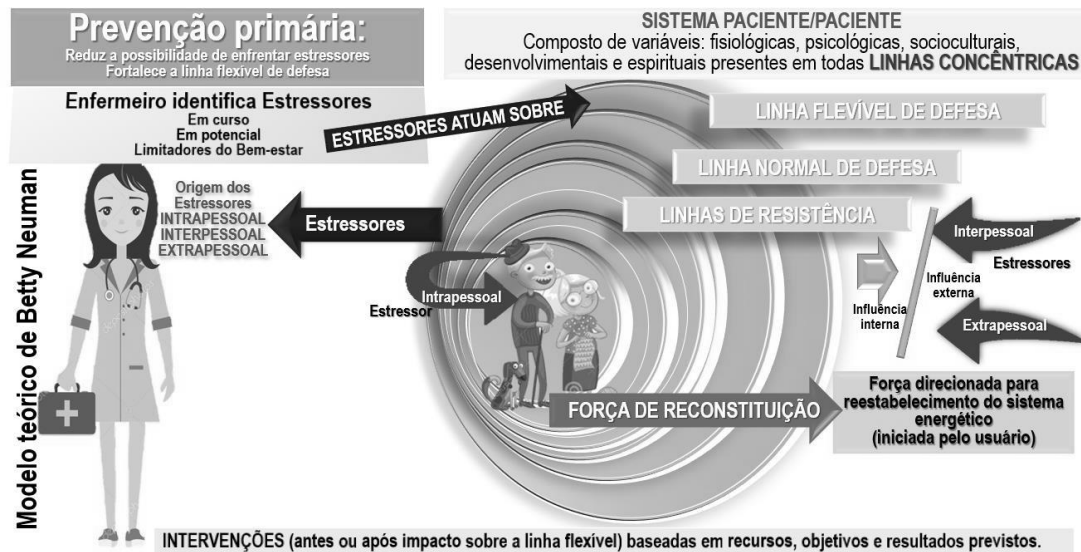 Prevenção primária:
Reduz a possibilidade de enfrentar estressores
Fortalece a linha flexível de defesa
Enfermeiro identifica Estressores
Em curso
Em potencial
Limitadores do Bem-estar
SISTEMA PACIENTE/PACIENTE
Composto de variáveis: fisiológicas, psicológicas, socioculturais,
desenvolvimentais e espirituais presentes em todas LINHAS CONCÊNTRICAS
ESTRESSORES ATUAM SOBRE
LINHA FLEVÍVEL DE DEFESA
LINHA NORMAL DE DEFESA
LINHAS DE RESISTÊNCIA
Modelo teórico de Betty Neuman
Origem dos
Estressores
INTRAPESSOAL
INTERPESSOAL
EXTRAPESSOAL
Estressores
Intrapessoal
Estressor
Interpessoal
Estressores
Influência
externa
Influência
interna
Extrapessoal
FORÇA DE RECONSTITUIÇÃO
Força direcionada para
reestabelecimento do sistema
energético
(iniciada pelo usuário)
INTERVENÇÕES (antes ou após impacto sobre a linha flexível) baseadas em recursos, objetivos e resultados previstos.